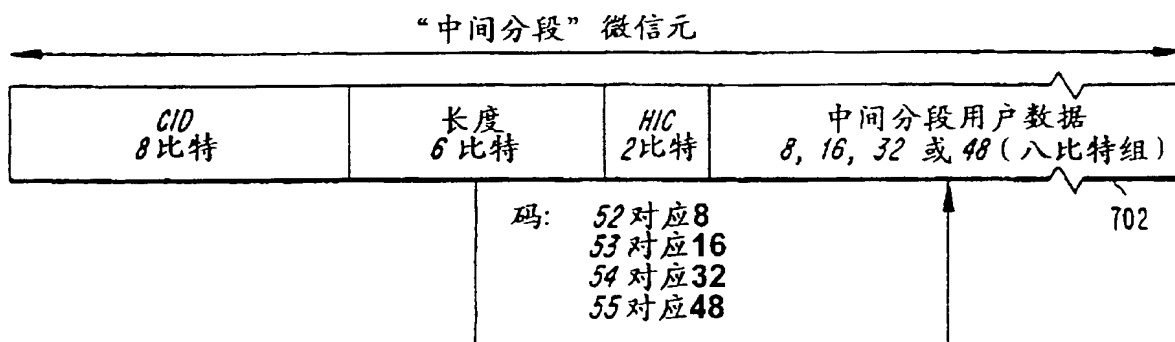 “中间分段”微信元
CID
8比特
长度
6比特
HIC
2比特
中间分段用户数据
8, 16, 32 或 48（八比特组）
702
码: 52对应8
53对应16
54对应32
55对应48